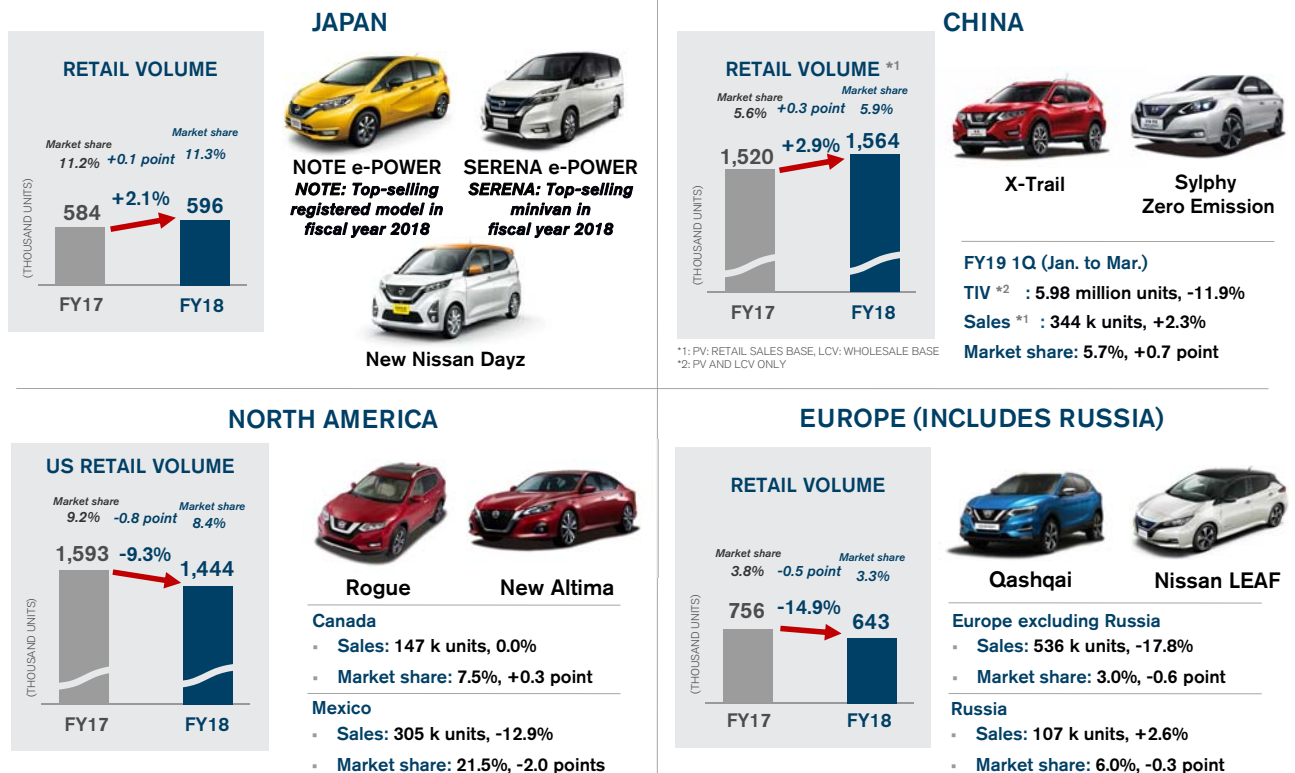 JAPAN
RETAIL VOLUME
Market share
11.2%
+0.1 point
Market share
11.3%
(THOUSAND UNITS)
584
+2.1%
596
FY17
FY18
NOTE e-POWER
NOTE: Top-selling
registered model in
fiscal year 2018
SERENA e-POWER
SERENA: Top-selling
minivan in
fiscal year 2018
New Nissan Dayz
CHINA
RETAIL VOLUME *1
Market share
5.6%
+0.3 point
Market share
5.9%
(THOUSAND UNITS)
1,520
+2.9%
1,564
FY17
FY18
*1: PV: RETAIL SALES BASE, LCV: WHOLESALE BASE
*2: PV AND LCV ONLY
X-Trail
Sylphy
Zero Emission
FY19 1Q (Jan. to Mar.)
TIV *2 : 5.98 million units, -11.9%
Sales *1 : 344 k units, +2.3%
Market share: 5.7%, +0.7 point
NORTH AMERICA
US RETAIL VOLUME
Market share
9.2%
-0.8 point
Market share
8.4%
(THOUSAND UNITS)
1,593
-9.3%
1,444
FY17
FY18
Rogue
New Altima
Canada
▪ Sales: 147 k units, 0.0%
▪ Market share: 7.5%, +0.3 point
Mexico
▪ Sales: 305 k units, -12.9%
▪ Market share: 21.5%, -2.0 points
EUROPE (INCLUDES RUSSIA)
RETAIL VOLUME
Market share
3.8%
-0.5 point
Market share
3.3%
(THOUSAND UNITS)
756
-14.9%
643
FY17
FY18
Qashqai
Nissan LEAF
Europe excluding Russia
▪ Sales: 536 k units, -17.8%
▪ Market share: 3.0%, -0.6 point
Russia
▪ Sales: 107 k units, +2.6%
▪ Market share: 6.0%, -0.3 point